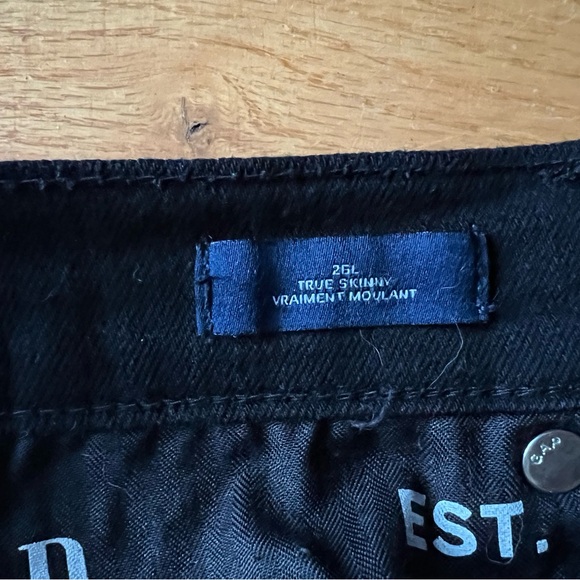 26L
TRUE SKINNY
VRAIMENT MOULANT
GAP
EST.
D